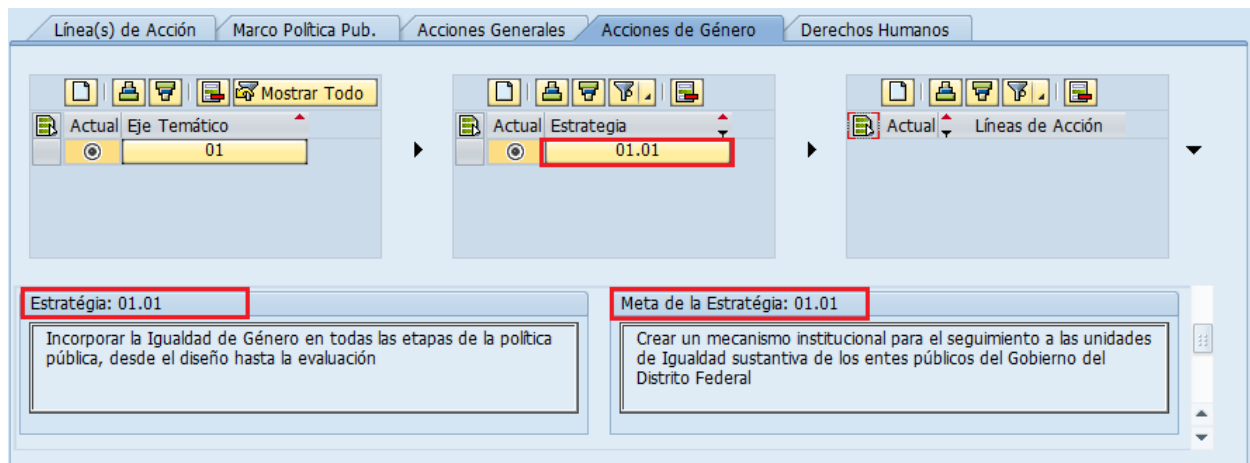 Línea(s) de Acción Marco Política Pub. Acciones Generales Acciones de Género Derechos Humanos
Mostrar Todo
Actual Eje Temático
01
Actual Estrategia
01.01
Actual Líneas de Acción
Estratégia: 01.01
Incorporar la Igualdad de Género en todas las etapas de la política
pública, desde el diseño hasta la evaluación
Meta de la Estratégia: 01.01
Crear un mecanismo institucional para el seguimiento a las unidades
de Igualdad sustantiva de los entes públicos del Gobierno del
Distrito Federal